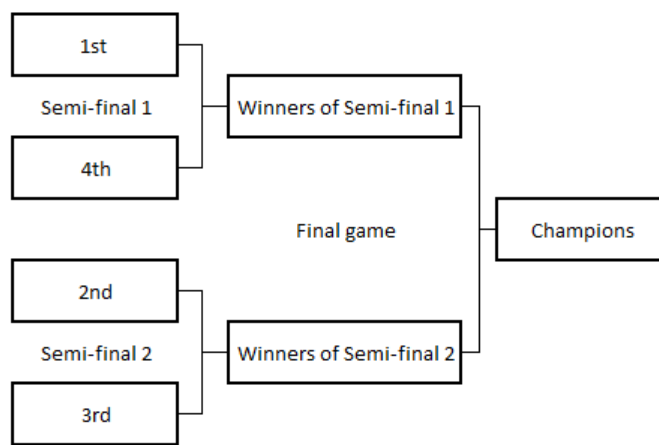 1st
Semi-final 1
4th
Winners of Semi-final 1
Final game
Champions
2nd
Semi-final 2
3rd
Winners of Semi-final 2